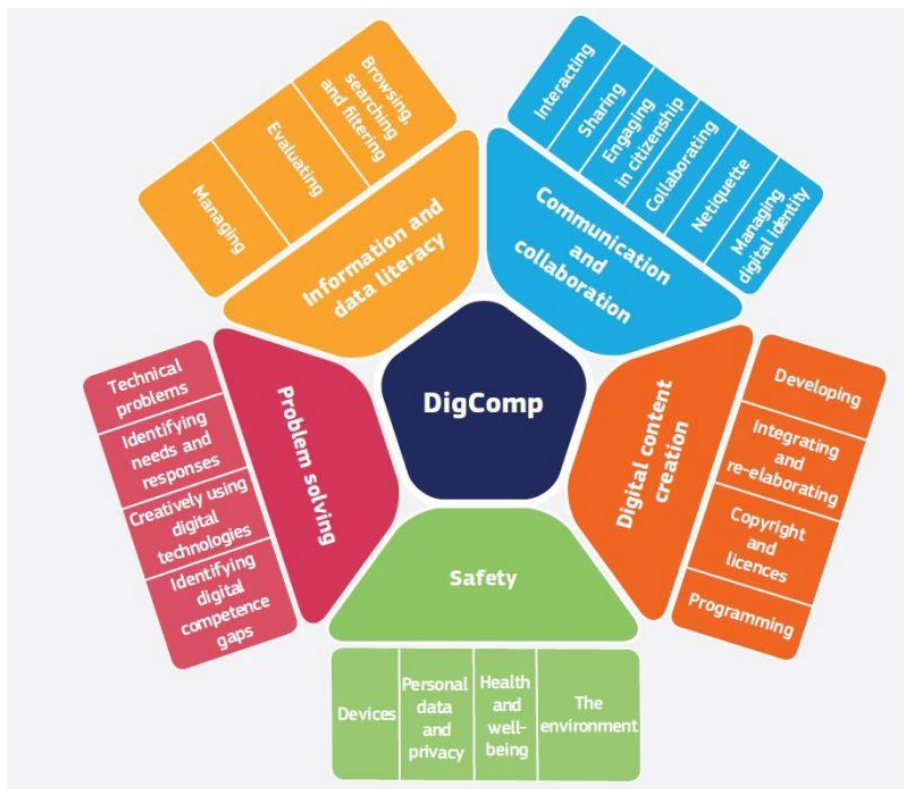 Browsing,
searching
and filtering
Evaluating
Managing
Information and
data literacy
Interacting
Sharing
Engaging
in citizenship
Collaborating
Netiquette
Managing
digital identity
Communication
and
collaboration
DigComp
Technical
problems
Identifying
needs and
responses
Creatively using
digital
technologies
Identifying
digital
competence
gaps
Problem solving
Digital content
creation
Developing
Integrating
and
re-elaborating
Copyright
and
licences
Programming
Safety
Devices
Personal
data
and
privacy
Health
and
well-
being
The
environment